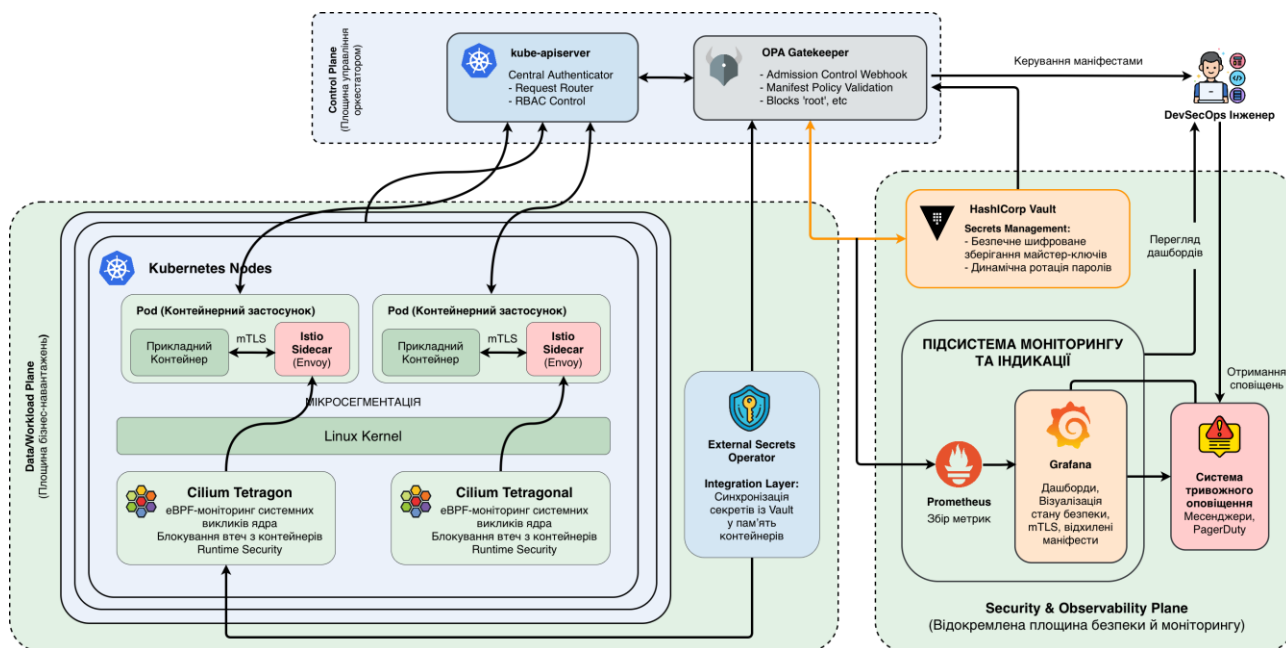 Control Plane
(Площина управління
оркестратором)
kube-apiserver
Central Authenticator
- Request Router
- RBAC Control
OPA Gatekeeper
- Admission Control Webhook
- Manifest Policy Validation
- Blocks 'root', etc
Керування маніфестами
DevSecOps Інженер
Data/Workload Plane
(Площина бізнес-навантажень)
Kubernetes Nodes
Pod (Контейнерний застосунок)
Прикладний
Контейнер
mTLS
Istio
Sidecar
(Envoy)
Pod (Контейнерний застосунок)
Прикладний
Контейнер
mTLS
Istio
Sidecar
(Envoy)
МІКРОСЕГМЕНТАЦІЯ
Linux Kernel
Cilium Tetragon
eBPF-моніторинг системних
викликів ядра
Блокування втеч з контейнерів
Runtime Security
Cilium Tetragonal
eBPF-моніторинг системних
викликів ядра
Блокування втеч з контейнерів
Runtime Security
External Secrets
Operator
Integration Layer:
Синхронізація
секретів із Vault
у пам'ять
контейнерів
HashICorp Vault
Secrets Management:
- Безпечне шифроване
зберігання майстер-ключів
- Динамічна ротація паролів
Перегляд
дашбордів
ПІДСИСТЕМА МОНІТОРИНГУ
ТА ІНДИКАЦІЇ
Отримання
сповіщень
Prometheus
Збір метрик
Grafana
Дашборди,
Візуалізація
стану безпеки,
mTLS, відхилені
маніфести
Система
тривожного
оповіщення
Месенджери,
PagerDuty
Security & Observability Plane
(Відокремлена площина безпеки й моніторингу)